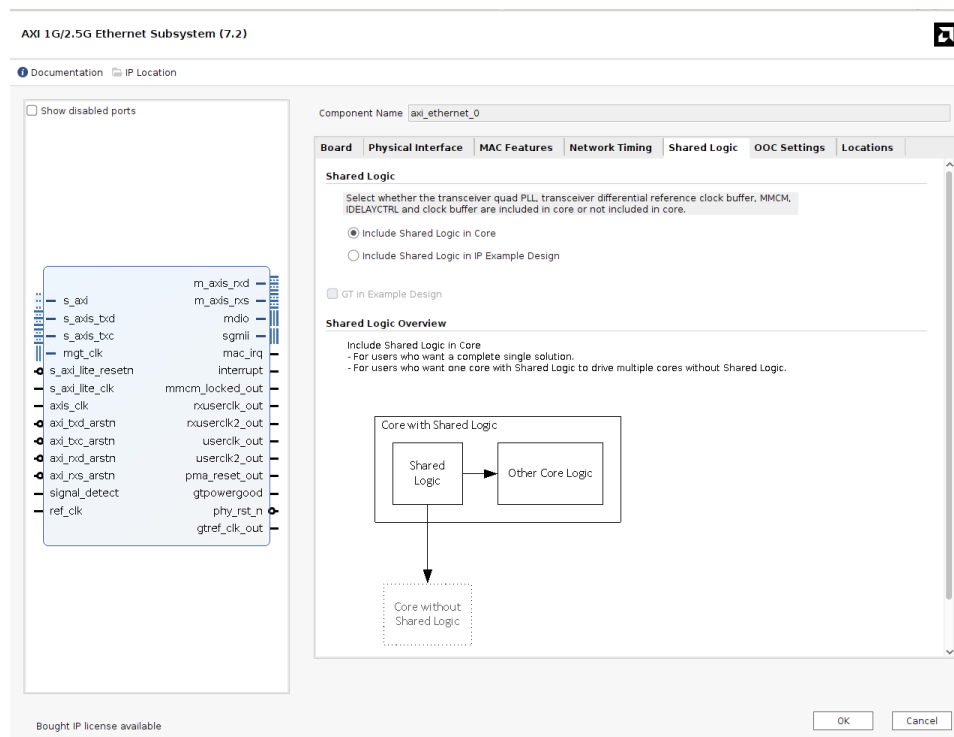 AXI 1G/2.5G Ethernet Subsystem (7.2)
Documentation
IP Location
Show disabled ports
s_axi
s_axis_txd
s_axis_txc
mgt_clk
s_axi_lite_resetn
s_axi_lite_clk
axis_clk
axi_txd_arstn
axi_txc_arstn
axi_rxd_arstn
axi_rxs_arstn
signal_detect
ref_clk
m_axis_rxd
m_axis_rxs
mdio
sgmii
mac_irq
interrupt
mmcm_locked_out
rxuserclk_out
rxuserclk2_out
userclk_out
userclk2_out
pma_reset_out
gtpowergood
phy_rst_n
gtref_clk_out
Component Name axi_ethernet_0
Board Physical Interface MAC Features Network Timing Shared Logic OOC Settings Locations
Shared Logic
Select whether the transceiver quad PLL, transceiver differential reference clock buffer, MMCM,
IDELAYCTRL and clock buffer are included in core or not included in core.
Include Shared Logic in Core
Include Shared Logic in IP Example Design
GT in Example Design
Shared Logic Overview
Include Shared Logic in Core
- For users who want a complete single solution.
- For users who want one core with Shared Logic to drive multiple cores without Shared Logic.
Core with Shared Logic
Shared
Logic
Other Core Logic
Core without
Shared Logic
Bought IP license available
OK
Cancel